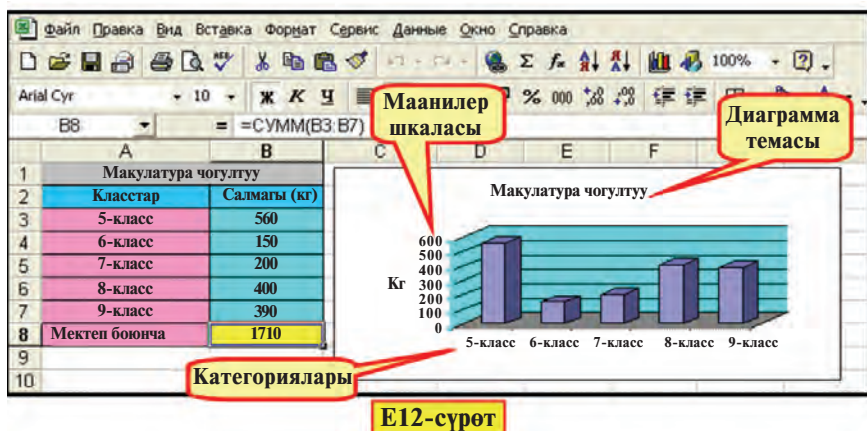 Файл Правка Вид Вставка Формат Сервис Данные Окно Справка
100%
Arial Cyr 10 Ж К Ч % 000
B8 = =СУММ(B3:B7)
Маанилер
шкаласы
Диаграмма
темасы
A B C D E F
1 Макулатура чогултуу
2 Класстар Салмагы (кг)
3 5-класс 560
4 6-класс 150
5 7-класс 200
6 8-класс 400
7 9-класс 390
8 Мектеп боюнча 1710
9
10
Макулатура чогултуу
Кг
600
500
400
300
200
100
0
5-класс 6-класс 7-класс 8-класс 9-класс
Категориялары
E12-сүрөт